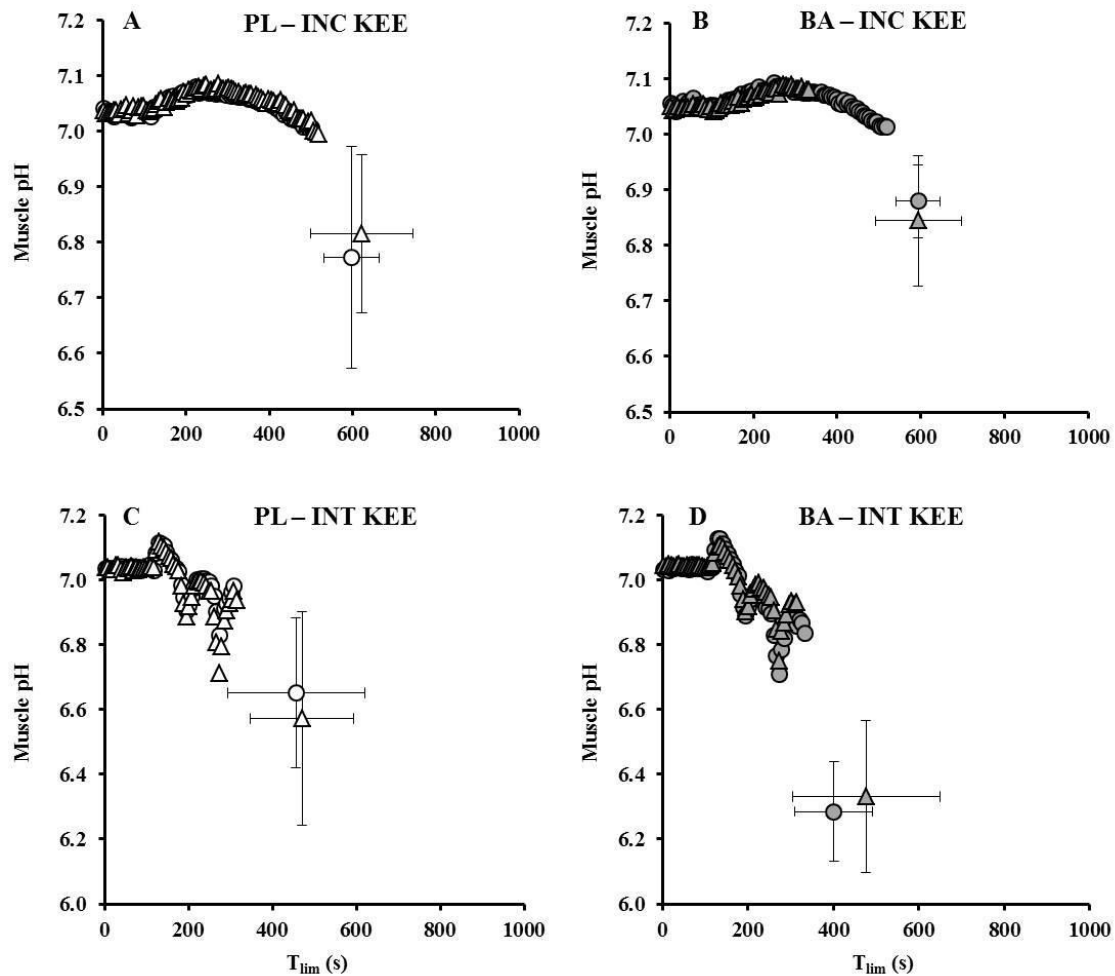 A PL – INC KEE
7.2
7.1
7.0
6.9
6.8
6.7
6.6
6.5
Muscle pH
0 200 400 600 800 1000
B BA – INC KEE
7.2
7.1
7.0
6.9
6.8
6.7
6.6
6.5
Muscle pH
0 200 400 600 800 1000
C PL – INT KEE
7.2
7.0
6.8
6.6
6.4
6.2
6.0
Muscle pH
0 200 400 600 800 1000
T_lim (s)
D BA – INT KEE
7.2
7.0
6.8
6.6
6.4
6.2
6.0
Muscle pH
0 200 400 600 800 1000
T_lim (s)